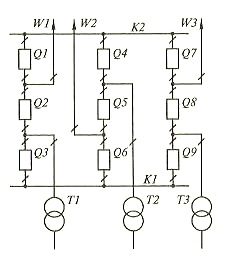 W1 W2 K2 W3
Q1 Q4 Q7
Q2 Q5 Q8
Q3 Q6 Q9
K1
T1 T2 T3